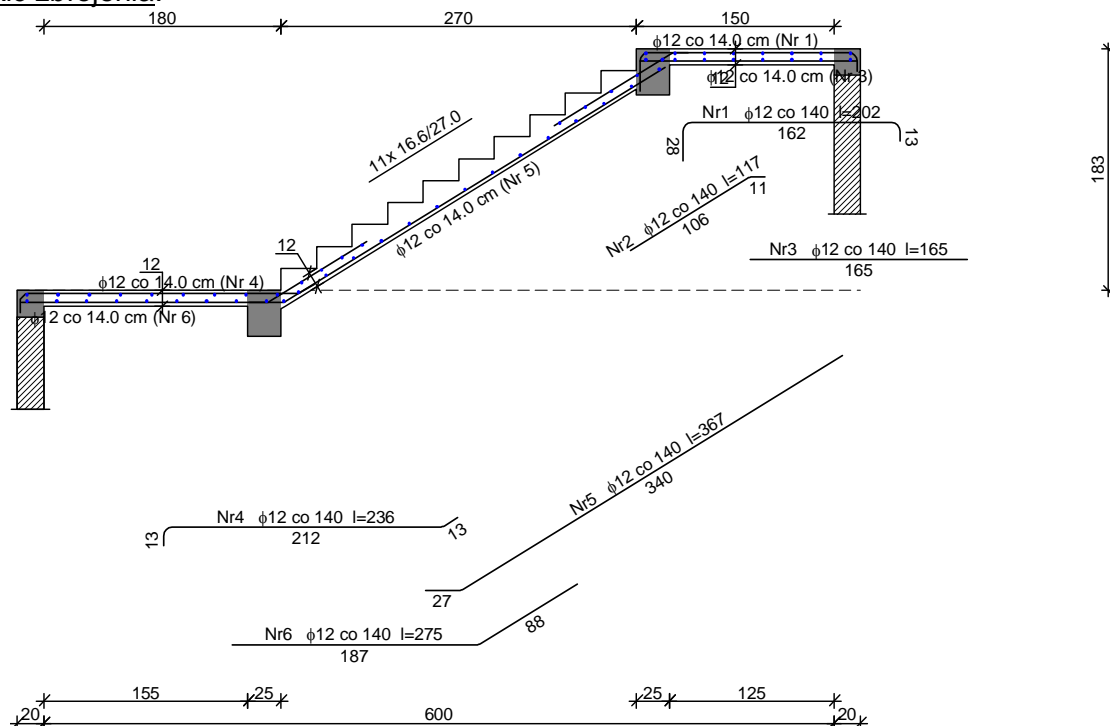 180 270 150
ϕ12 co 14.0 cm (Nr 1)
ϕ12 co 14.0 cm (Nr 3)
12
Nr1 ϕ12 co 140 l=202
162
28
13
183
11x 16.6/27.0
ϕ12 co 14.0 cm (Nr 5)
Nr2 ϕ12 co 140 l=117
106
11
Nr3 ϕ12 co 140 l=165
165
12
12
ϕ12 co 14.0 cm (Nr 4)
ϕ12 co 14.0 cm (Nr 6)
Nr5 ϕ12 co 140 l=367
340
27
Nr4 ϕ12 co 140 l=236
212
13
13
Nr6 ϕ12 co 140 l=275
187
88
155 25 25 125
20 600 20